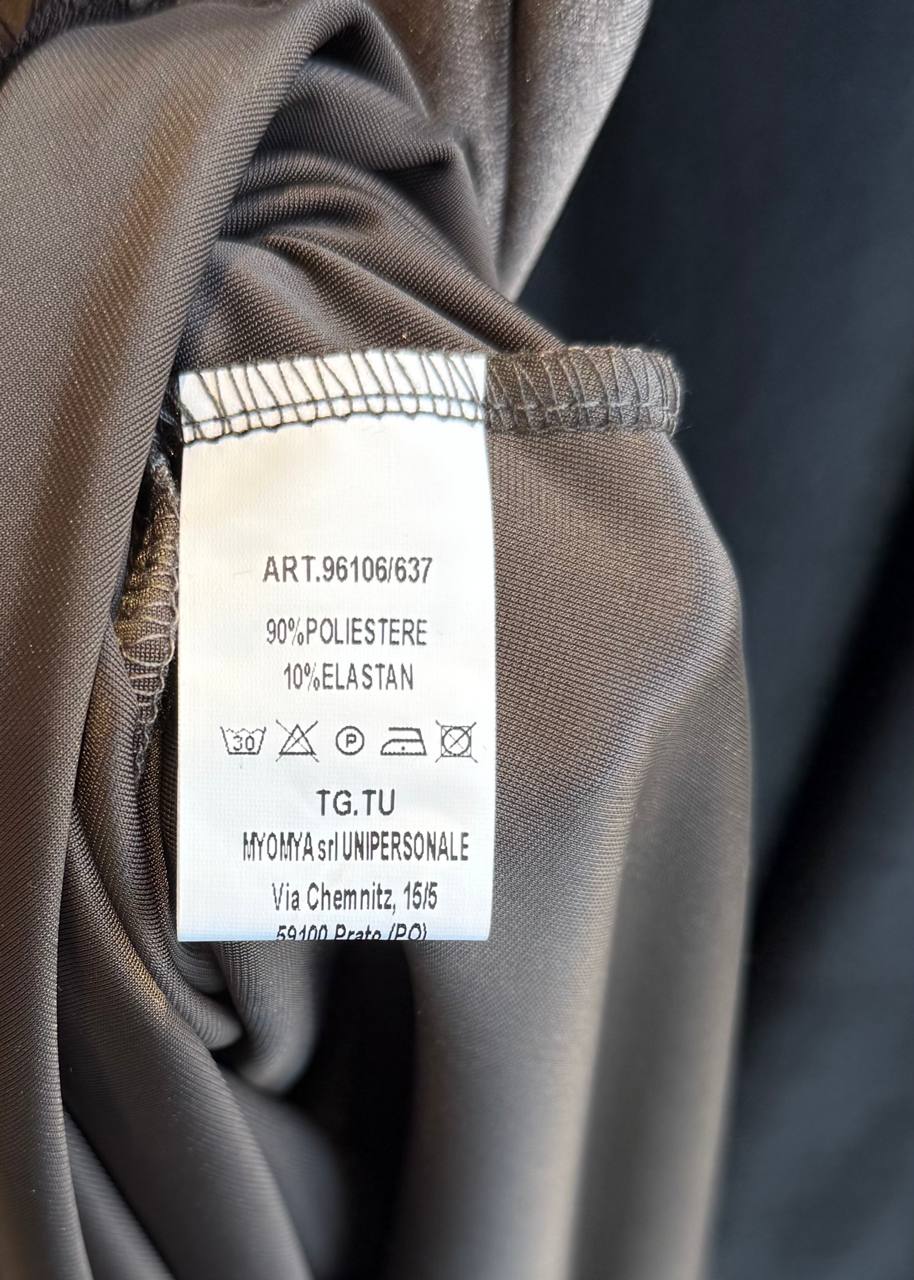 ART.96106/637
90%POLIESTERE
10%ELASTAN
30 P
TG.TU
MYOMYA srl UNIPERSONALE
Via Chemnitz, 15/5
59100 Prato (PO)